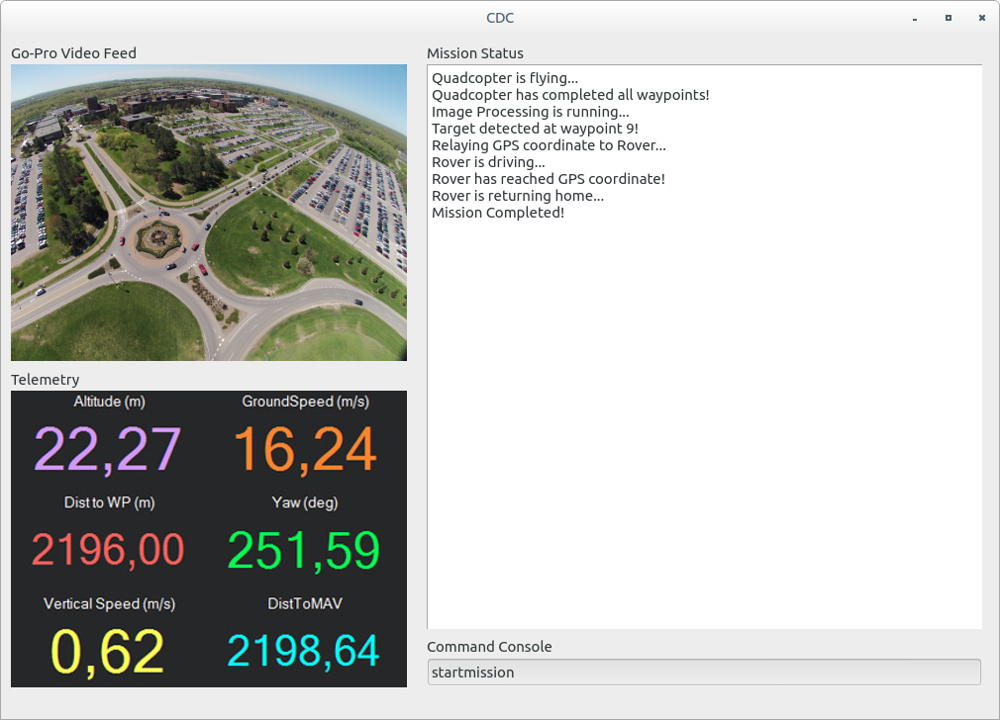 CDC
Go-Pro Video Feed
Mission Status
Quadcopter is flying...
Quadcopter has completed all waypoints!
Image Processing is running...
Target detected at waypoint 9!
Relaying GPS coordinate to Rover...
Rover is driving...
Rover has reached GPS coordinate!
Rover is returning home...
Mission Completed!
Telemetry
Altitude (m)
GroundSpeed (m/s)
22,27
16,24
Dist to WP (m)
Yaw (deg)
2196,00
251,59
Vertical Speed (m/s)
DistToMAV
0,62
2198,64
Command Console
startmission